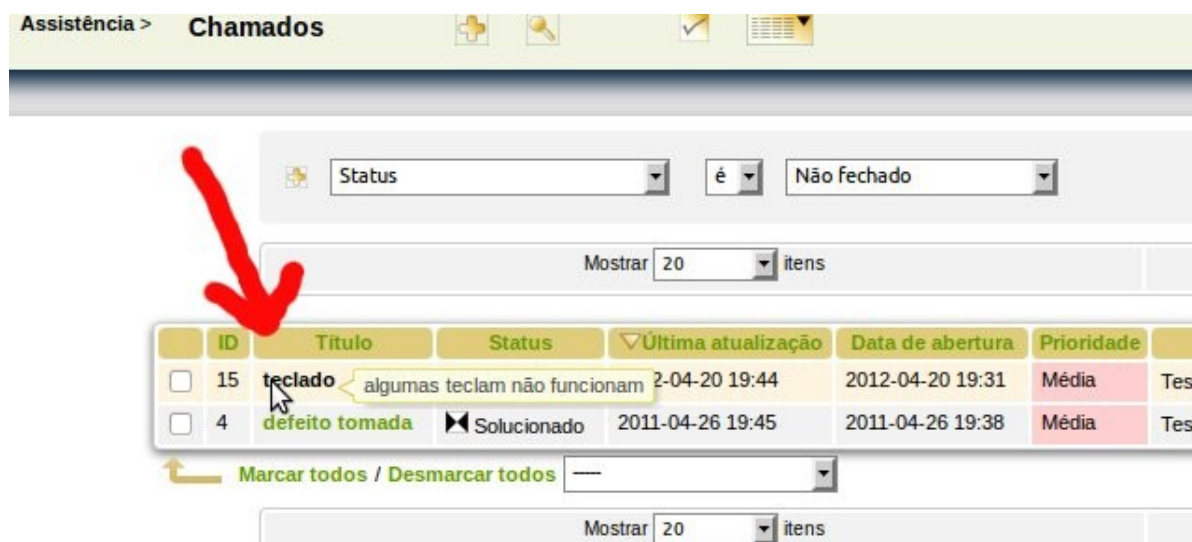 Assistência > Chamados
Status é Não fechado
Mostrar 20 itens
ID Título Status Última atualização Data de abertura Prioridade
15 teclado algumas teclam não funcionam 2-04-20 19:44 2012-04-20 19:31 Média Tes
4 defeito tomada Solucionado 2011-04-26 19:45 2011-04-26 19:38 Média Tes
Marcar todos / Desmarcar todos -----
Mostrar 20 itens